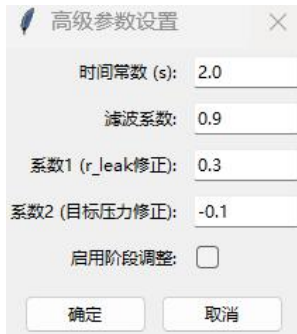 高级参数设置
时间常数 (s): 2.0
滤波系数: 0.9
系数1 (r_leak修正): 0.3
系数2 (目标压力修正): -0.1
启用阶段调整:
确定 取消